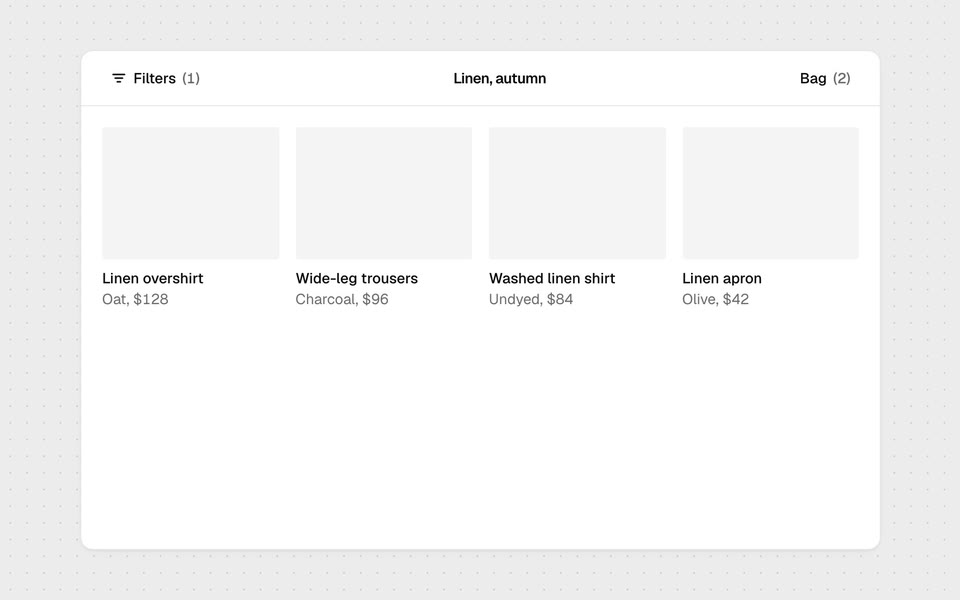 Filters (1)
Linen, autumn
Bag (2)
Linen overshirt
Oat, $128
Wide-leg trousers
Charcoal, $96
Washed linen shirt
Undyed, $84
Linen apron
Olive, $42